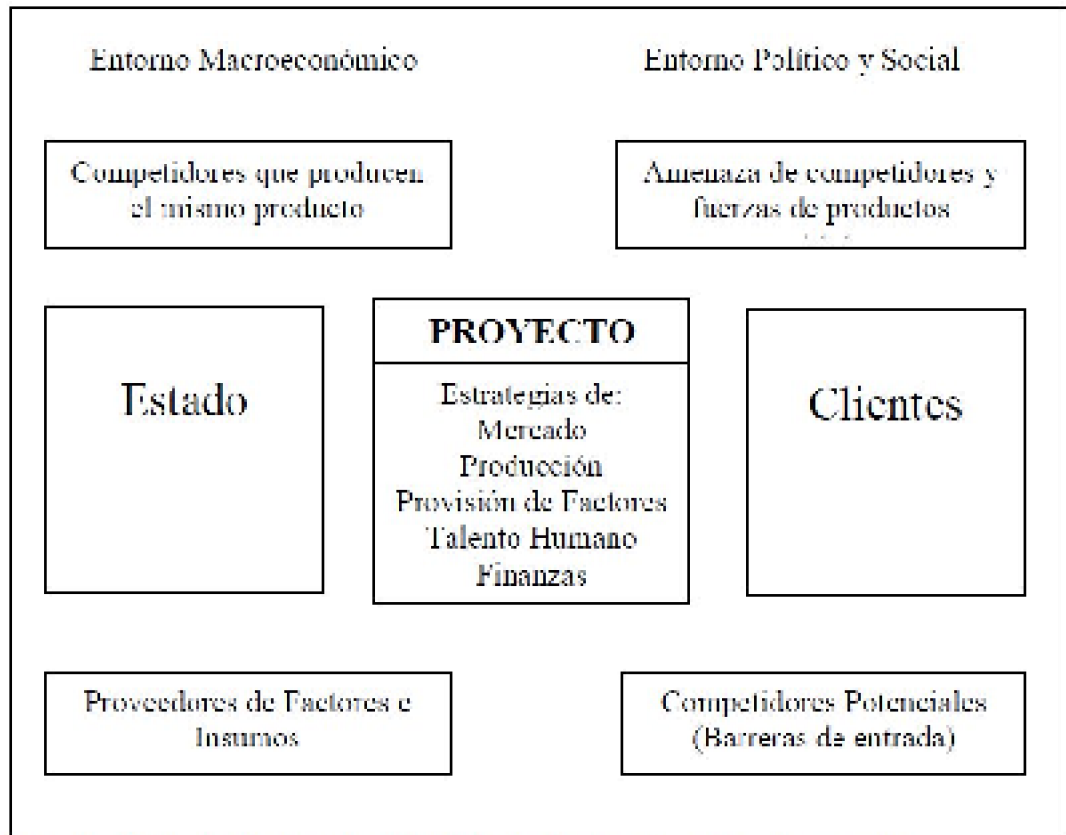 Entorno Macroeconómico
Entorno Político y Social
Competidores que producen
el mismo producto
Amenaza de competidores y
fuerzas de productos
Estado
PROYECTO
Estrategias de:
Mercado
Producción
Provisión de Factores
Talento Humano
Finanzas
Clientes
Proveedores de Factores e
Insumos
Competidores Potenciales
(Barreras de entrada)